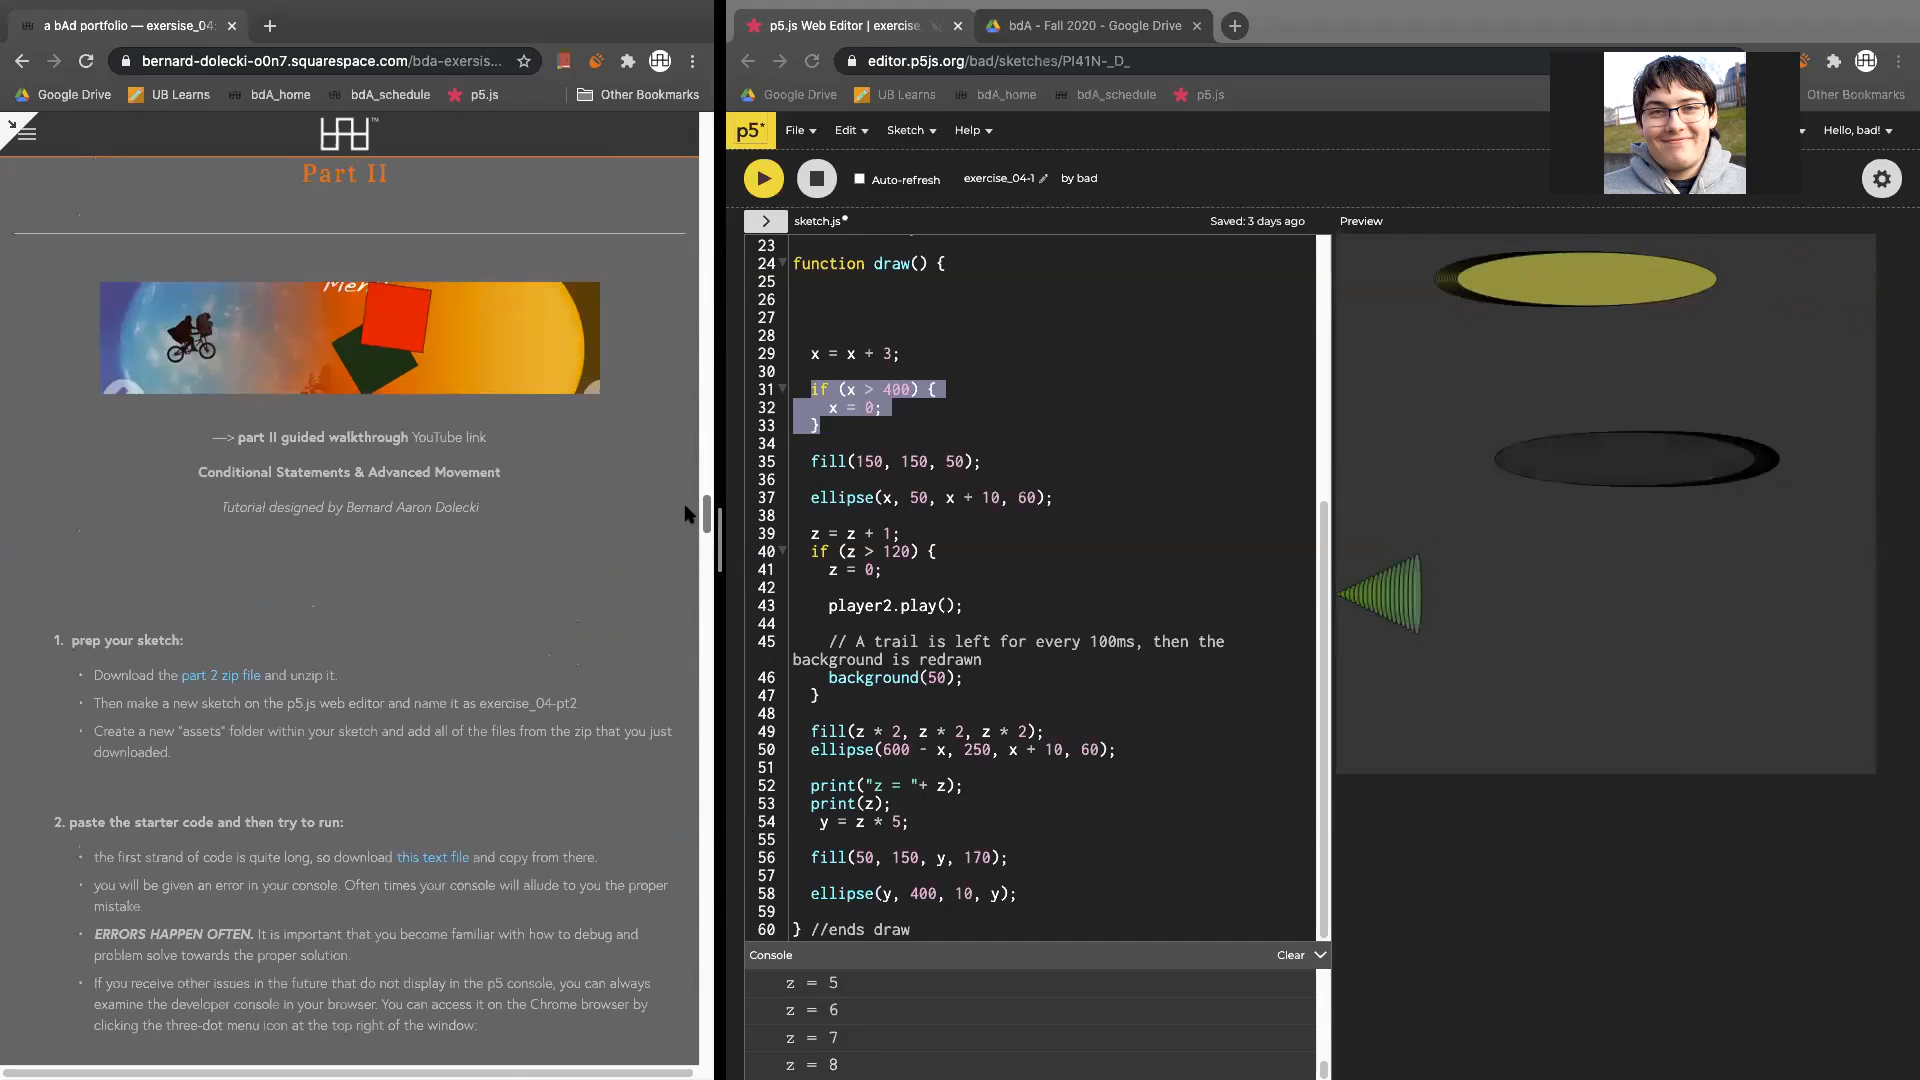 a bAd portfolio — exersise_04:
bernard-dolecki-o0n7.squarespace.com/bda-exersis...
Google Drive
UB Learns
bdA_home
bdA_schedule
p5.js
Other Bookmarks
Part II
—> part II guided walkthrough YouTube link
Conditional Statements & Advanced Movement
Tutorial designed by Bernard Aaron Dolecki
1. prep your sketch:
Download the part 2 zip file and unzip it.
Then make a new sketch on the p5.js web editor and name it as exercise_04-pt2.
Create a new "assets" folder within your sketch and add all of the files from the zip that you just
downloaded.
2. paste the starter code and then try to run:
the first strand of code is quite long, so download this text file and copy from there.
you will be given an error in your console. Often times your console will allude to you the proper
mistake.
ERRORS HAPPEN OFTEN. It is important that you become familiar with how to debug and
problem solve towards the proper solution.
If you receive other issues in the future that do not display in the p5 console, you can always
examine the developer console in your browser. You can access it on the Chrome browser by
clicking the three-dot menu icon at the top right of the window:
p5.js Web Editor | exercise
bdA - Fall 2020 - Google Drive
editor.p5js.org/bad/sketches/PI41N-_D_
Google Drive
UB Learns
bdA_home
bdA_schedule
p5.js
Other Bookmarks
p5*
File
Edit
Sketch
Help
Hello, bad!
Auto-refresh
exercise_04-1
by bad
sketch.js
Saved: 3 days ago
Preview
23
24 function draw() {
25
26
27
28
29 x = x + 3;
30
31 if (x > 400) {
32 x = 0;
33 }
34
35 fill(150, 150, 50);
36
37 ellipse(x, 50, x + 10, 60);
38
39 z = z + 1;
40 if (z > 120) {
41 z = 0;
42
43 player2.play();
44
45 // A trail is left for every 100ms, then the
background is redrawn
46 background(50);
47 }
48
49 fill(z * 2, z * 2, z * 2);
50 ellipse(600 - x, 250, x + 10, 60);
51
52 print("z = "+ z);
53 print(z);
54 y = z * 5;
55
56 fill(50, 150, y, 170);
57
58 ellipse(y, 400, 10, y);
59
60 } //ends draw
Console
Clear
z = 5
z = 6
z = 7
z = 8